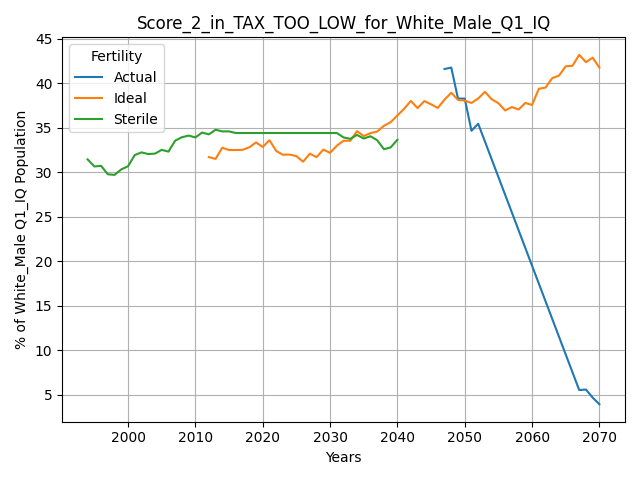 Score_2_in_TAX_TOO_LOW_for_White_Male_Q1_IQ
Fertility
Actual
Ideal
Sterile
% of White_Male Q1_IQ Population
45
40
35
30
25
20
15
10
5
2000 2010 2020 2030 2040 2050 2060 2070
Years